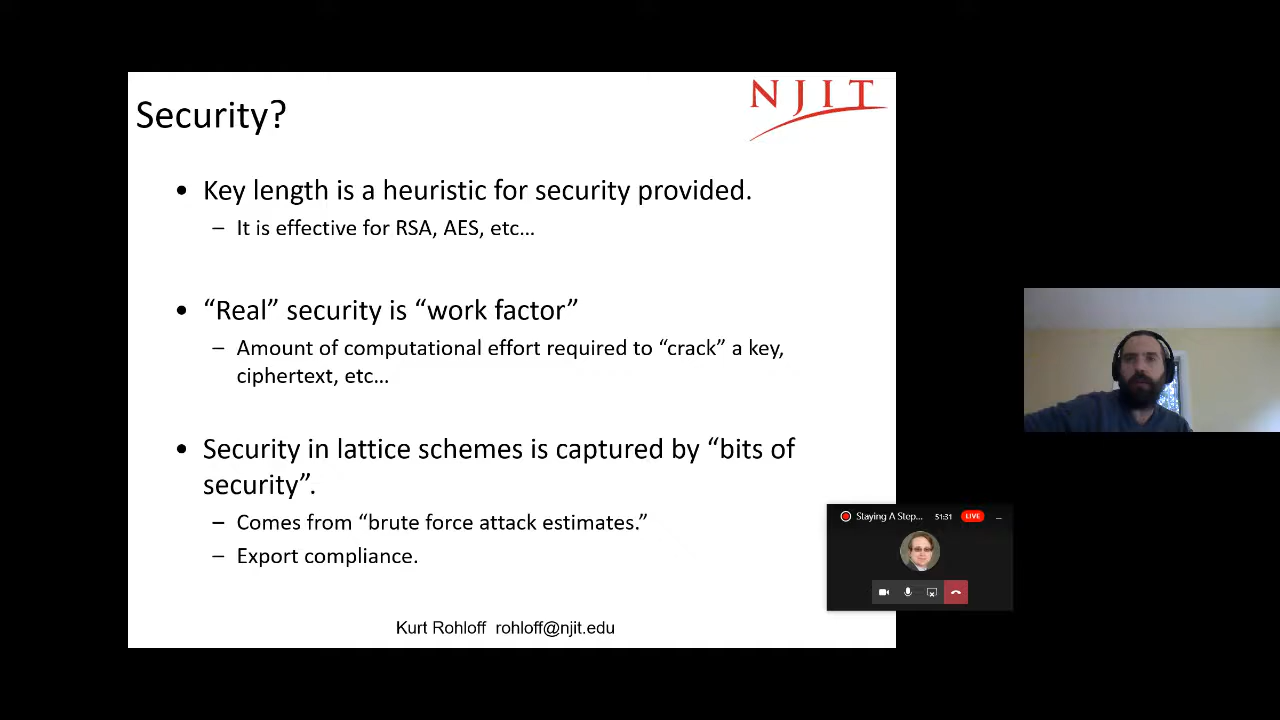 Security?
NJIT
• Key length is a heuristic for security provided.
– It is effective for RSA, AES, etc…
• “Real” security is “work factor”
– Amount of computational effort required to “crack” a key,
ciphertext, etc…
• Security in lattice schemes is captured by “bits of
security”.
– Comes from “brute force attack estimates.”
– Export compliance.
Kurt Rohloff rohloff@njit.edu
Staying A Step... 51:31 LIVE